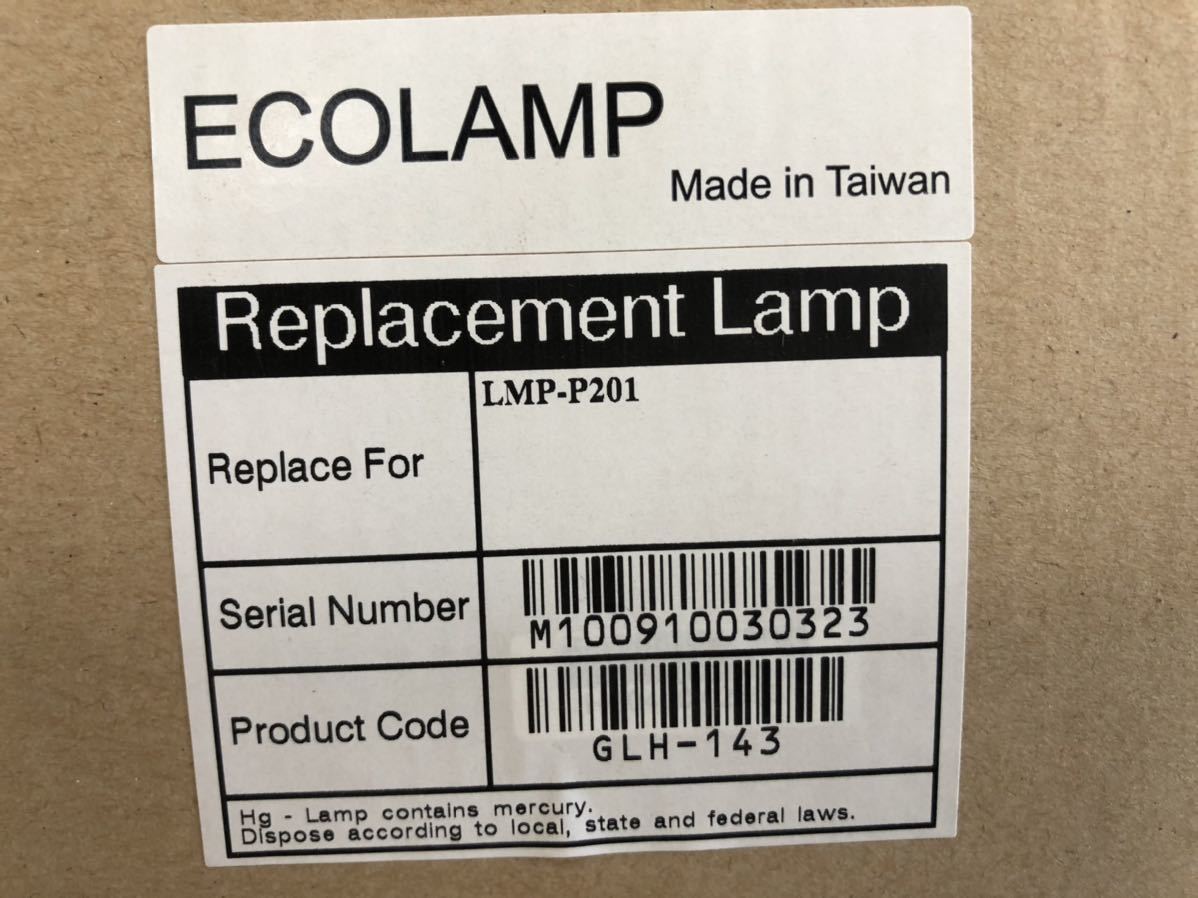 ECOLAMP
Made in Taiwan
Replacement Lamp
Replace For
LMP-P201
Serial Number
M100910030323
Product Code
GLH-143
Hg - Lamp contains mercury.
Dispose according to local, state and federal laws.